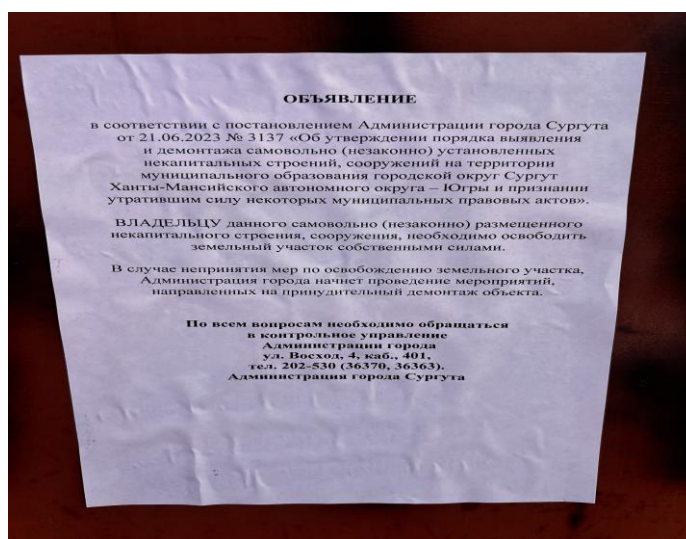 ОБЪЯВЛЕНИЕ
в соответствии с постановлением Администрации города Сургута
от 21.06.2023 № 3137 «Об утверждении порядка выявления
и демонтажа самовольно (незаконно) установленных
некапитальных строений, сооружений на территории
муниципального образования городской округ Сургут
Ханты-Мансийского автономного округа – Югры и признании
утратившим силу некоторых муниципальных правовых актов».
ВЛАДЕЛЬЦУ данного самовольно (незаконно) размещенного
некапитального строения, сооружения, необходимо освободить
земельный участок собственными силами.
В случае непринятия мер по освобождению земельного участка,
Администрация города начнет проведение мероприятий,
направленных на принудительный демонтаж объекта.
По всем вопросам необходимо обращаться
в контрольное управление
Администрации города
ул. Восход, 4, каб., 401,
тел. 202-530 (36370, 36363).
Администрация города Сургута